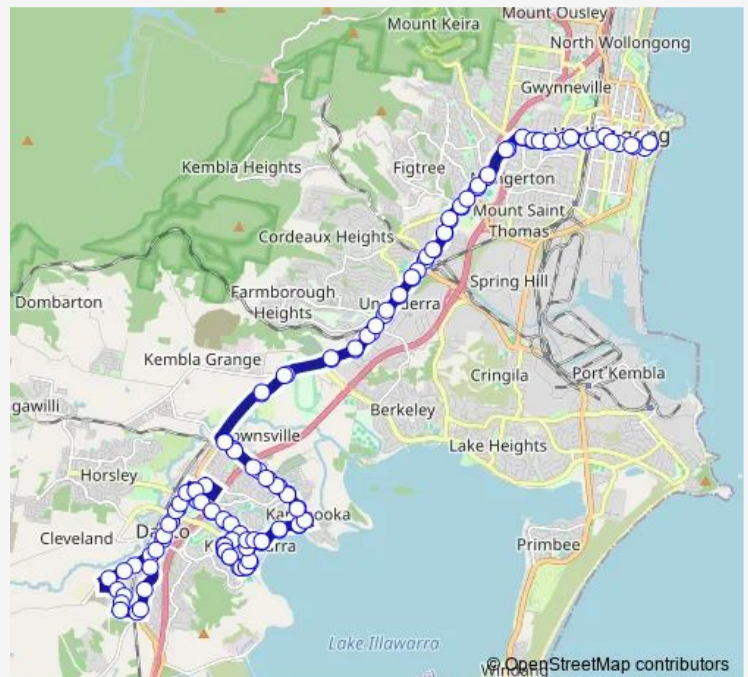 Mount Ousley
Mount Keira
North Wollongong
Gwynneville
Kembla Heights
Figtree
Mount Saint
Thomas
Cordeaux Heights
Spring Hill
Dombarton
Farmborough
Heights
Kembla Grange
Port Kembla
Cringila
Berkeley
Lake Heights
Horsley
Cleveland
Primbee
Lake Illawarra
© OpenStreetMap contributors